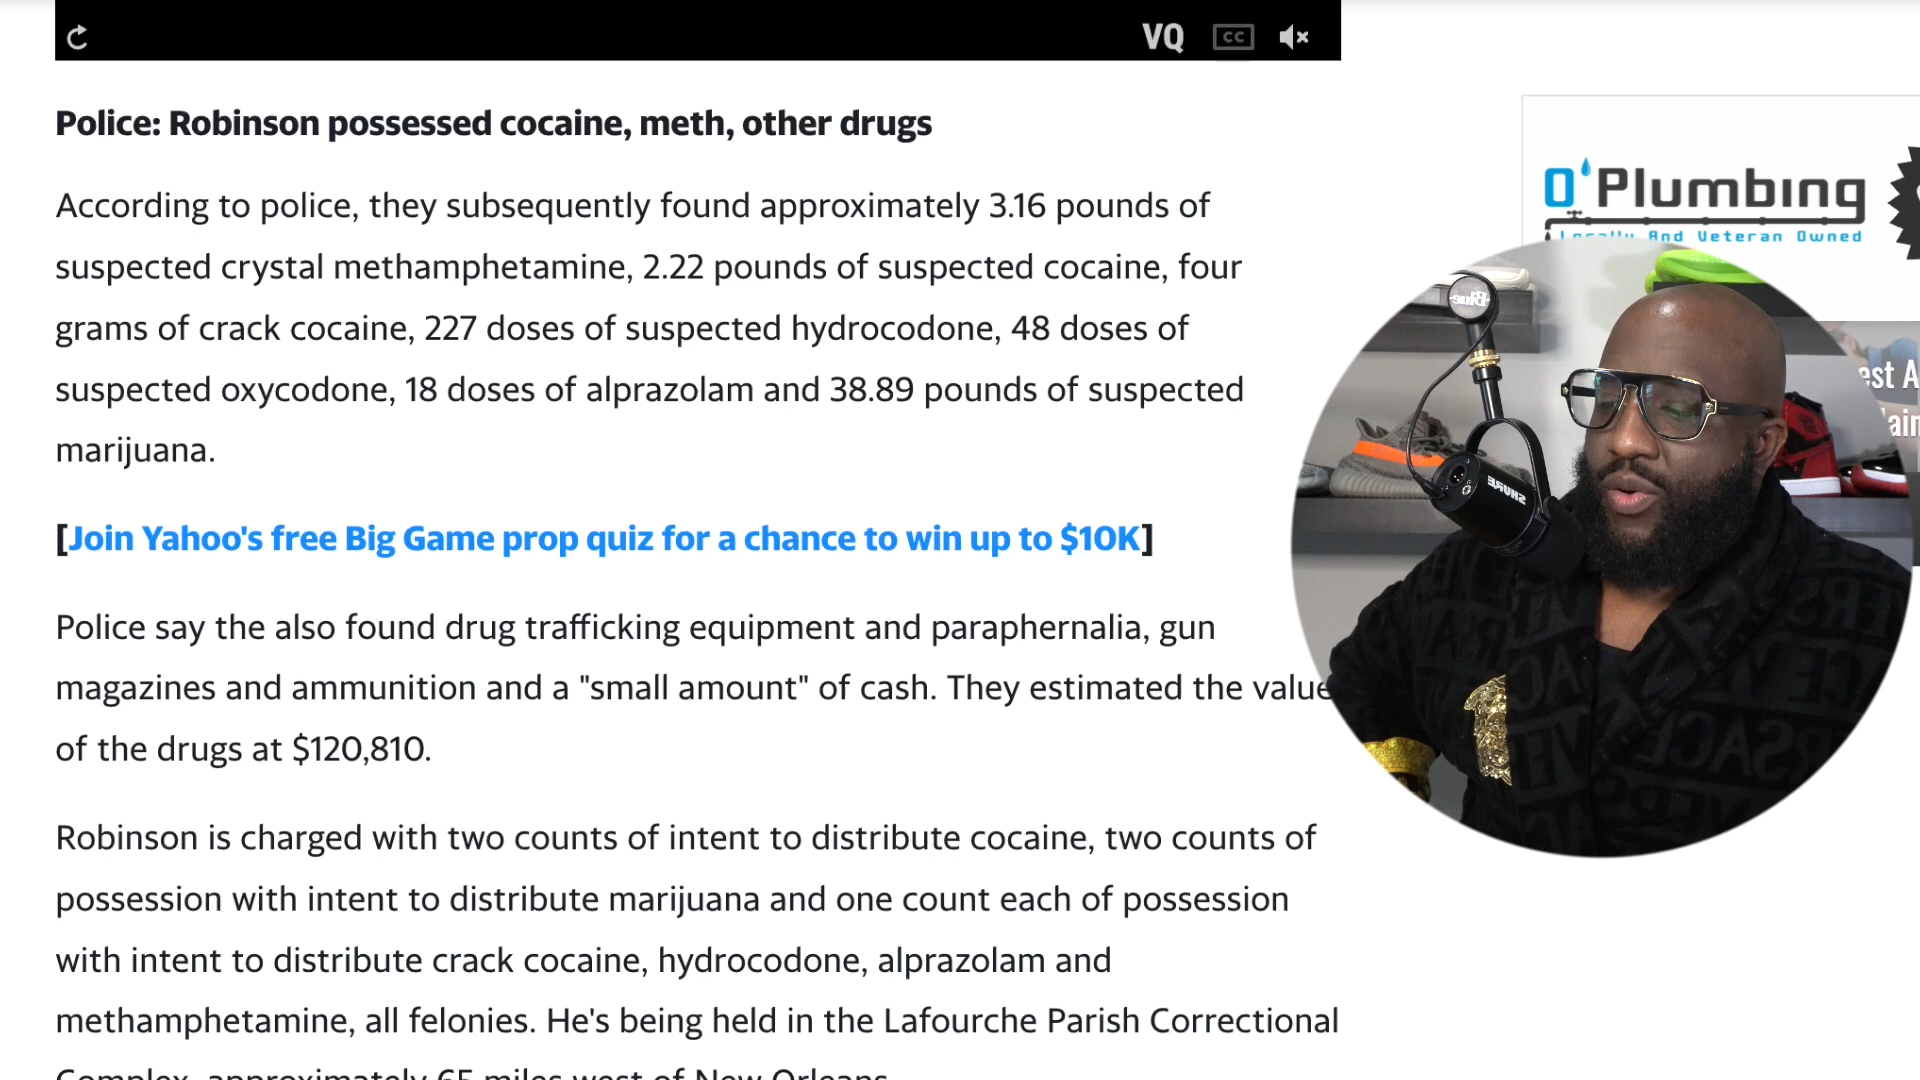 VQ CC
Police: Robinson possessed cocaine, meth, other drugs
According to police, they subsequently found approximately 3.16 pounds of
suspected crystal methamphetamine, 2.22 pounds of suspected cocaine, four
grams of crack cocaine, 227 doses of suspected hydrocodone, 48 doses of
suspected oxycodone, 18 doses of alprazolam and 38.89 pounds of suspected
marijuana.
[Join Yahoo's free Big Game prop quiz for a chance to win up to $10K]
Police say the also found drug trafficking equipment and paraphernalia, gun
magazines and ammunition and a "small amount" of cash. They estimated the value
of the drugs at $120,810.
Robinson is charged with two counts of intent to distribute cocaine, two counts of
possession with intent to distribute marijuana and one count each of possession
with intent to distribute crack cocaine, hydrocodone, alprazolam and
methamphetamine, all felonies. He's being held in the Lafourche Parish Correctional
Complex, approximately 65 miles west of New Orleans.
O'Plumbing
Locally And Veteran Owned
est A
ain
Blue
SHURE
VERSACE